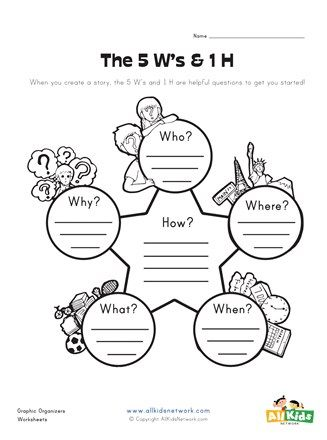 Name
The 5 W's & 1 H
When you create a story, the 5 W's and 1 H are helpful questions to get you started!
Who?
Why?
Where?
How?
What?
When?
Graphic Organizers
Worksheets
www.allkidsnetwork.com
© Copyright AllKidsNetwork.com
All Kids
NETWORK